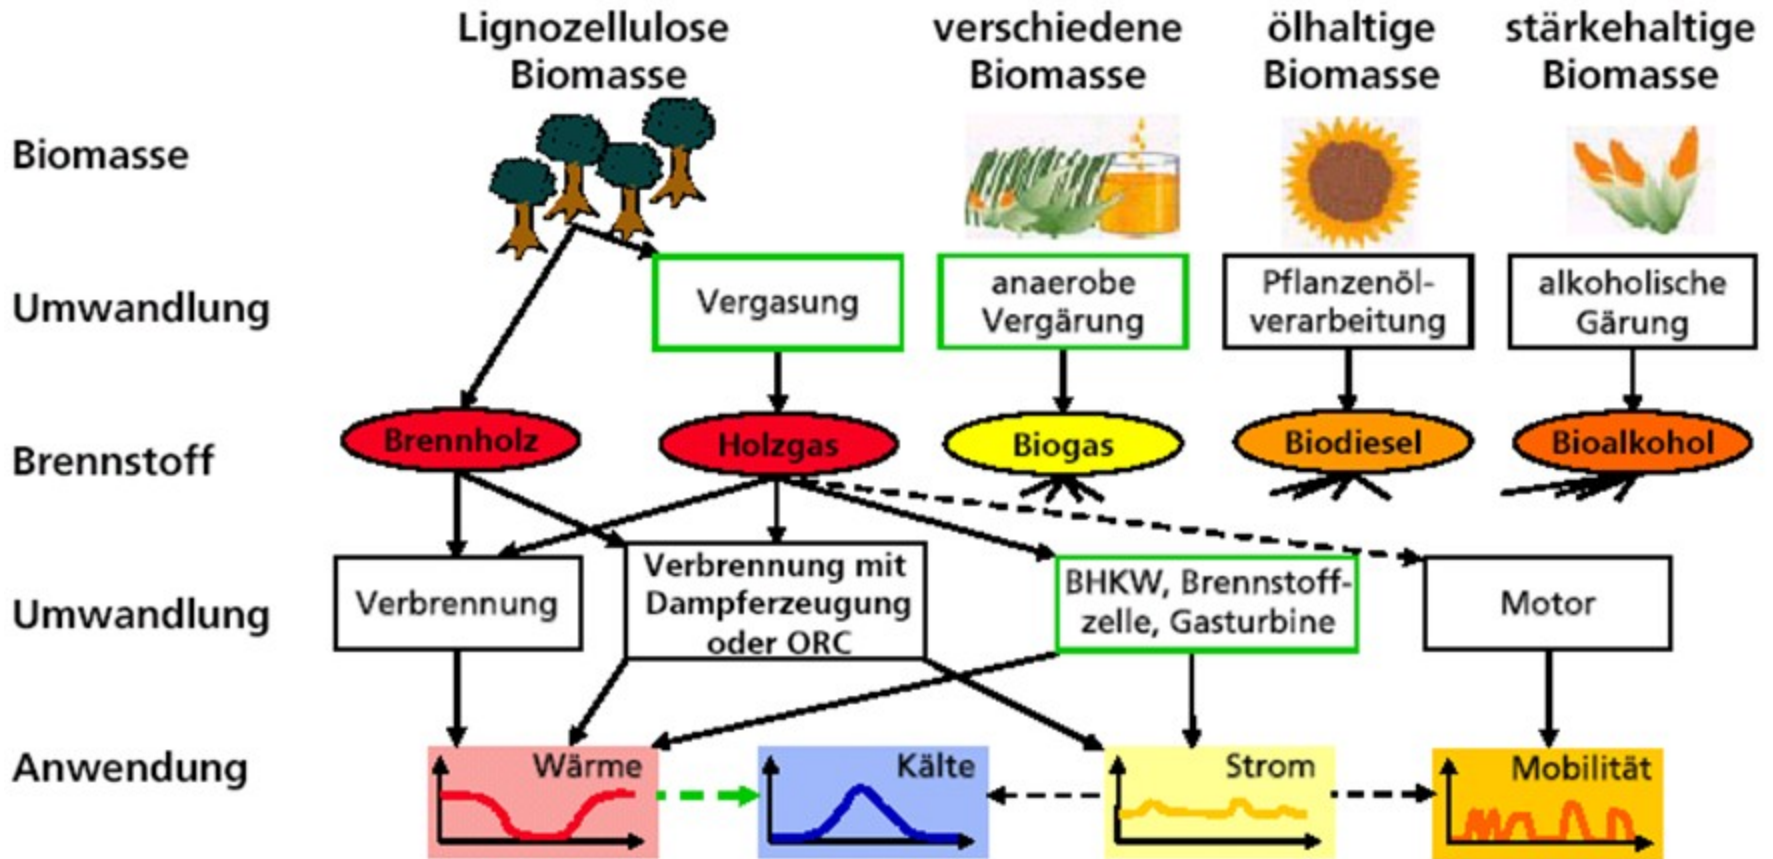 Lignozellulose
Biomasse
verschiedene
Biomasse
ölhaltige
Biomasse
stärkehaltige
Biomasse
Biomasse
Umwandlung
Vergasung
anaerobe
Vergärung
Pflanzenöl-
verarbeitung
alkoholische
Gärung
Brennstoff
Brennholz
Holzgas
Biogas
Biodiesel
Bioalkohol
Umwandlung
Verbrennung
Verbrennung mit
Dampferzeugung
oder ORC
BHKW, Brennstoff-
zelle, Gasturbine
Motor
Anwendung
Wärme
Kälte
Strom
Mobilität